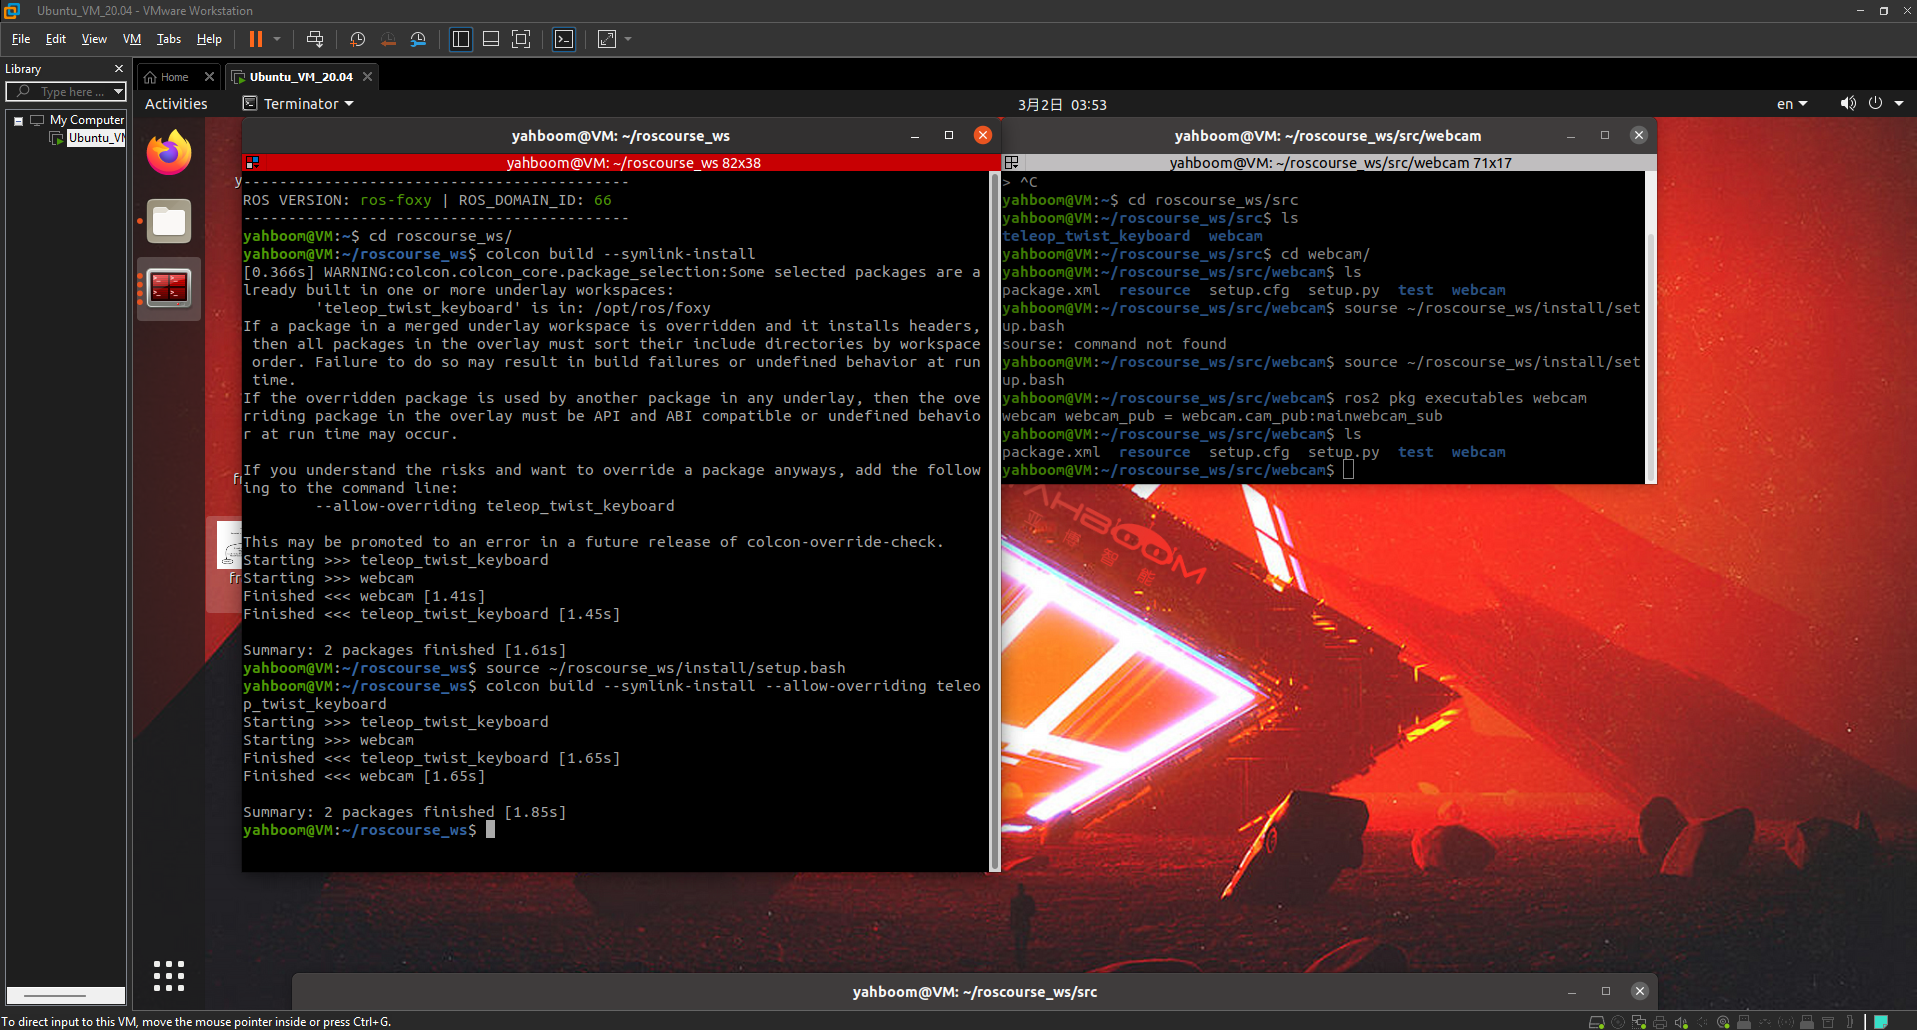 Ubuntu_VM_20.04 - VMware Workstation
File Edit View VM Tabs Help
Library
Type here ...
My Computer
Ubuntu_VM
Home
Ubuntu_VM_20.04
Activities
Terminator
3月2日 03:53
en
yahboom@VM: ~/roscourse_ws
yahboom@VM: ~/roscourse_ws 82x38
y
--------------------------------------------
ROS VERSION: ros-foxy | ROS_DOMAIN_ID: 66
--------------------------------------------
yahboom@VM:~$ cd roscourse_ws/
yahboom@VM:~/roscourse_ws$ colcon build --symlink-install
[0.366s] WARNING:colcon.colcon_core.package_selection:Some selected packages are a
lready built in one or more underlay workspaces:
'teleop_twist_keyboard' is in: /opt/ros/foxy
If a package in a merged underlay workspace is overridden and it installs headers,
then all packages in the overlay must sort their include directories by workspace
order. Failure to do so may result in build failures or undefined behavior at run
time.
If the overridden package is used by another package in any underlay, then the ove
rriding package in the overlay must be API and ABI compatible or undefined behavio
r at run time may occur.
If you understand the risks and want to override a package anyways, add the follow
ing to the command line:
--allow-overriding teleop_twist_keyboard
This may be promoted to an error in a future release of colcon-override-check.
Starting >>> teleop_twist_keyboard
Starting >>> webcam
Finished <<< webcam [1.41s]
Finished <<< teleop_twist_keyboard [1.45s]
Summary: 2 packages finished [1.61s]
yahboom@VM:~/roscourse_ws$ source ~/roscourse_ws/install/setup.bash
yahboom@VM:~/roscourse_ws$ colcon build --symlink-install --allow-overriding teleo
p_twist_keyboard
Starting >>> teleop_twist_keyboard
Starting >>> webcam
Finished <<< teleop_twist_keyboard [1.65s]
Finished <<< webcam [1.65s]
Summary: 2 packages finished [1.85s]
yahboom@VM:~/roscourse_ws$
fr
fr
yahboom@VM: ~/roscourse_ws/src/webcam
yahboom@VM: ~/roscourse_ws/src/webcam 71x17
> ^C
yahboom@VM:~$ cd roscourse_ws/src
yahboom@VM:~/roscourse_ws/src$ ls
teleop_twist_keyboard webcam
yahboom@VM:~/roscourse_ws/src$ cd webcam/
yahboom@VM:~/roscourse_ws/src/webcam$ ls
package.xml resource setup.cfg setup.py test webcam
yahboom@VM:~/roscourse_ws/src/webcam$ sourse ~/roscourse_ws/install/set
up.bash
sourse: command not found
yahboom@VM:~/roscourse_ws/src/webcam$ source ~/roscourse_ws/install/set
up.bash
yahboom@VM:~/roscourse_ws/src/webcam$ ros2 pkg executables webcam
webcam webcam_pub = webcam.cam_pub:mainwebcam_sub
yahboom@VM:~/roscourse_ws/src/webcam$ ls
package.xml resource setup.cfg setup.py test webcam
yahboom@VM:~/roscourse_ws/src/webcam$
AHBOOM
智能
yahboom@VM: ~/roscourse_ws/src
To direct input to this VM, move the mouse pointer inside or press Ctrl+G.